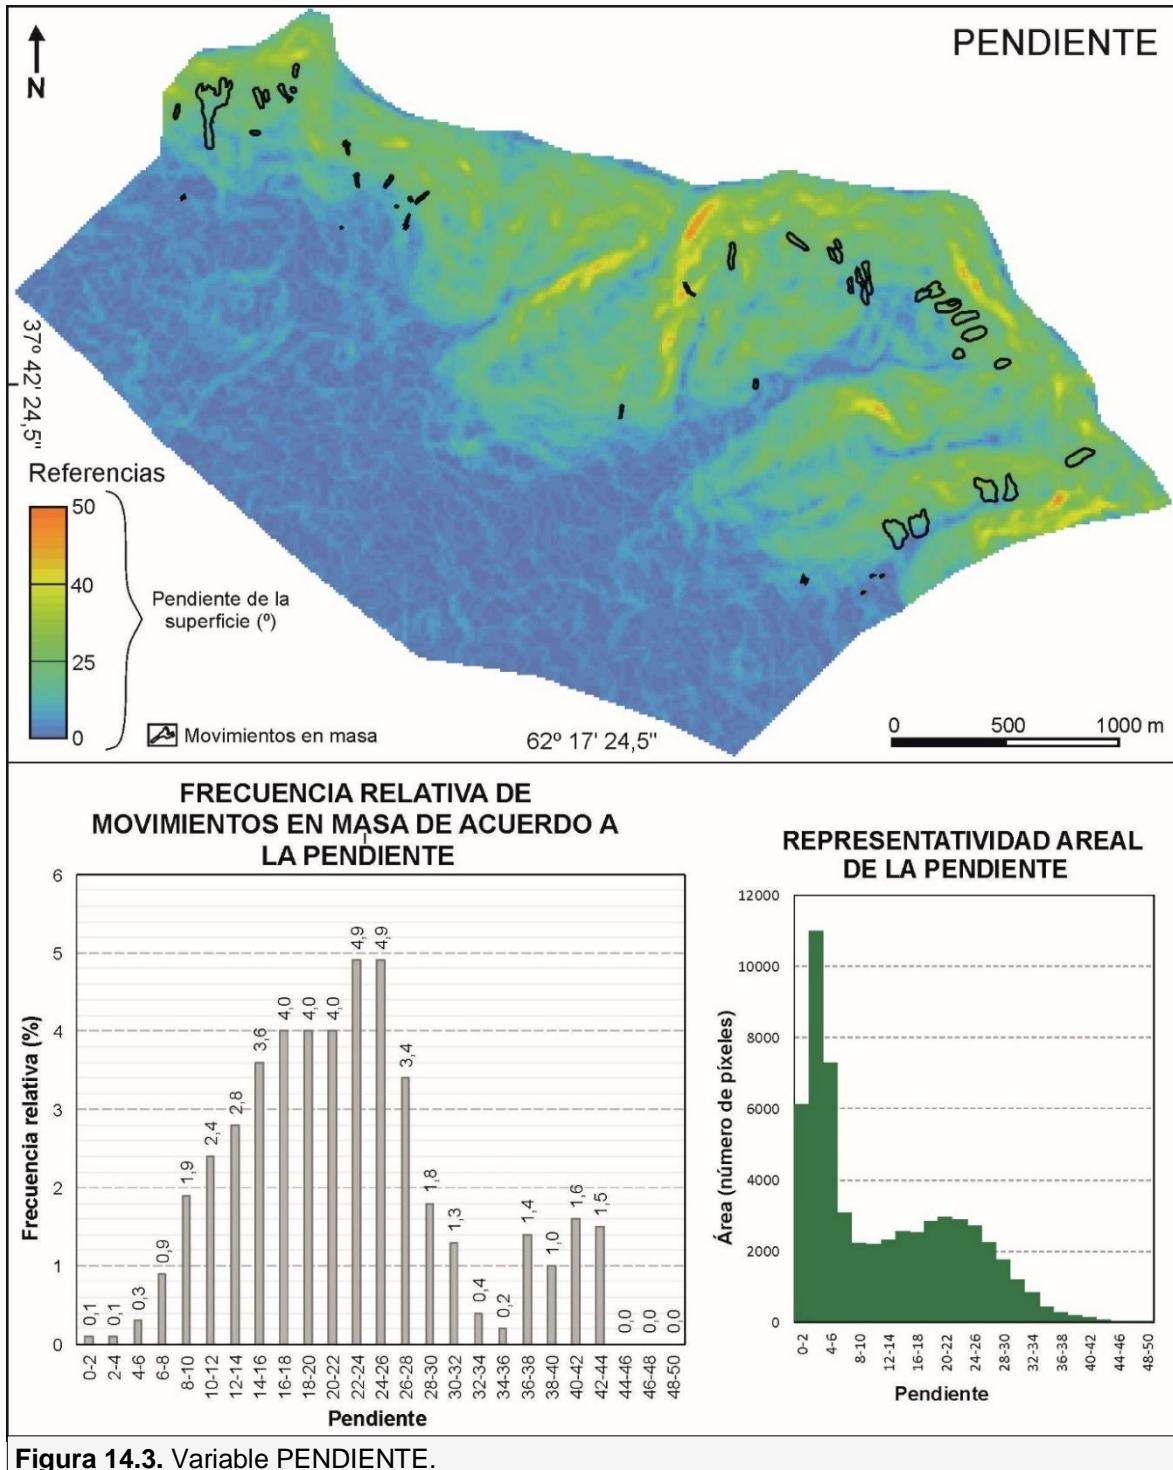 PENDIENTE
N
37º 42' 24,5"
Referencias
50
40
25
0
Pendiente de la
superficie (º)
Movimientos en masa
62º 17' 24,5"
0 500 1000 m
FRECUENCIA RELATIVA DE
MOVIMIENTOS EN MASA DE ACUERDO A
LA PENDIENTE
Frecuencia relativa (%)
6
5
4
3
2
1
0
0,1 0,1 0,3 0,9 1,9 2,4 2,8 3,6 4,0 4,0 4,0 4,9 4,9 3,4 1,8 1,3 0,4 0,2 1,4 1,0 1,6 1,5 0,0 0,0 0,0
0-2 2-4 4-6 6-8 8-10 10-12 12-14 14-16 16-18 18-20 20-22 22-24 24-26 26-28 28-30 30-32 32-34 34-36 36-38 38-40 40-42 42-44 44-46 46-48 48-50
Pendiente
REPRESENTATIVIDAD AREAL
DE LA PENDIENTE
Área (número de píxeles)
12000
10000
8000
6000
4000
2000
0
0-2 4-6 8-10 12-14 16-18 20-22 24-26 28-30 32-34 36-38 40-42 44-46 48-50
Pendiente
Figura 14.3. Variable PENDIENTE.